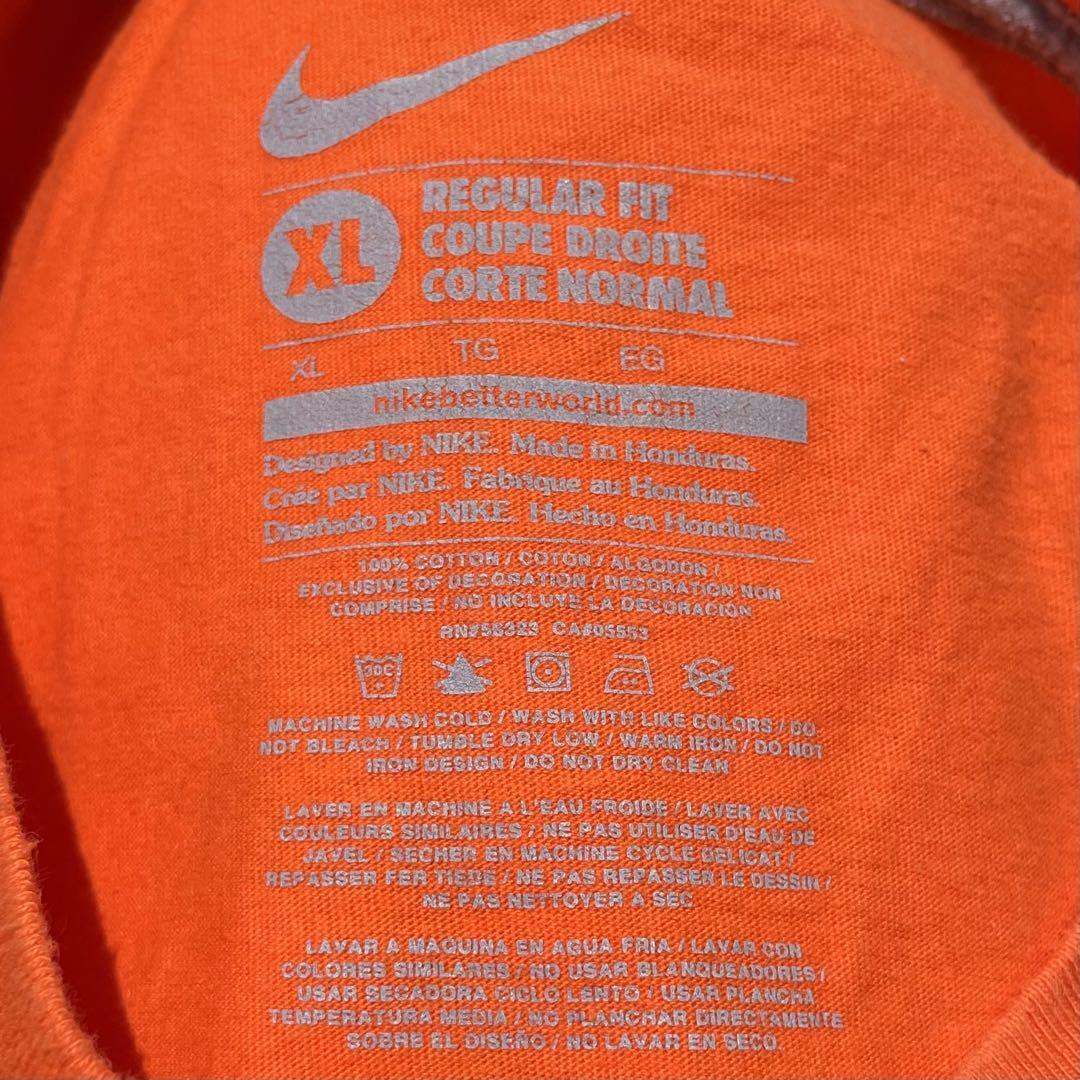 XL
REGULAR FIT
COUPE DROITE
CORTE NORMAL
XL TG EG
nikebetterworld.com
Designed by NIKE. Made in Honduras.
Crée par NIKE. Fabrique au Honduras.
Diseñado por NIKE. Hecho en Honduras.
100% COTTON / COTON / ALGODON /
EXCLUSIVE OF DECORATION / DECORATION NON
COMPRISE / NO INCLUYE LA DECORACION
RN#56323 CA#05553
30C
MACHINE WASH COLD / WASH WITH LIKE COLORS / DO
NOT BLEACH / TUMBLE DRY LOW / WARM IRON / DO NOT
IRON DESIGN / DO NOT DRY CLEAN
LAVER EN MACHINE A L'EAU FROIDE / LAVER AVEC
COULEURS SIMILAIRES / NE PAS UTILISER D'EAU DE
JAVEL / SECHER EN MACHINE CYCLE DELICAT /
REPASSER FER TIEDE / NE PAS REPASSER LE DESSIN /
NE PAS NETTOYER A SEC
LAVAR A MAQUINA EN AGUA FRIA / LAVAR CON
COLORES SIMILARES / NO USAR BLANQUEADORES /
USAR SECADORA CICLO LENTO / USAR PLANCHA
TEMPERATURA MEDIA / NO PLANCHAR DIRECTAMENTE
SOBRE EL DISEÑO / NO LAVAR EN SECO.